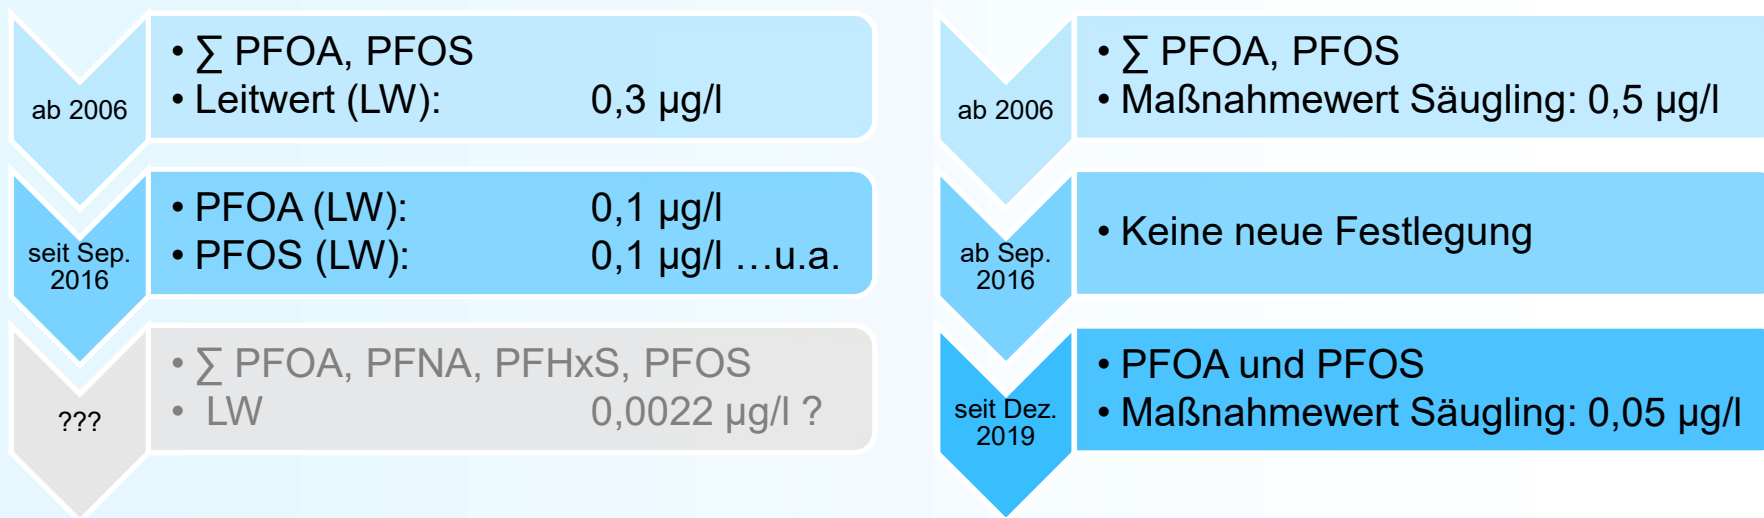 ab 2006
• ∑ PFOA, PFOS
• Leitwert (LW): 0,3 µg/l
seit Sep.
2016
• PFOA (LW): 0,1 µg/l
• PFOS (LW): 0,1 µg/l …u.a.
???
• ∑ PFOA, PFNA, PFHxS, PFOS
• LW 0,0022 µg/l ?
ab 2006
• ∑ PFOA, PFOS
• Maßnahmewert Säugling: 0,5 µg/l
ab Sep.
2016
• Keine neue Festlegung
seit Dez.
2019
• PFOA und PFOS
• Maßnahmewert Säugling: 0,05 µg/l